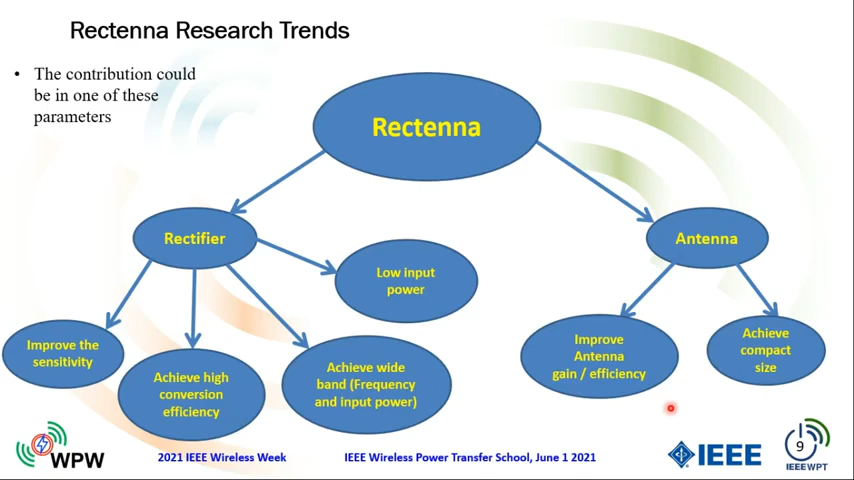 Rectenna Research Trends
• The contribution could
be in one of these
parameters
Rectenna
Rectifier
Antenna
Low input
power
Improve the
sensitivity
Achieve high
conversion
efficiency
Achieve wide
band (Frequency
and input power)
Improve
Antenna
gain / efficiency
Achieve
compact
size
WPW
2021 IEEE Wireless Week
IEEE Wireless Power Transfer School, June 1 2021
IEEE
9
IEEE WPT